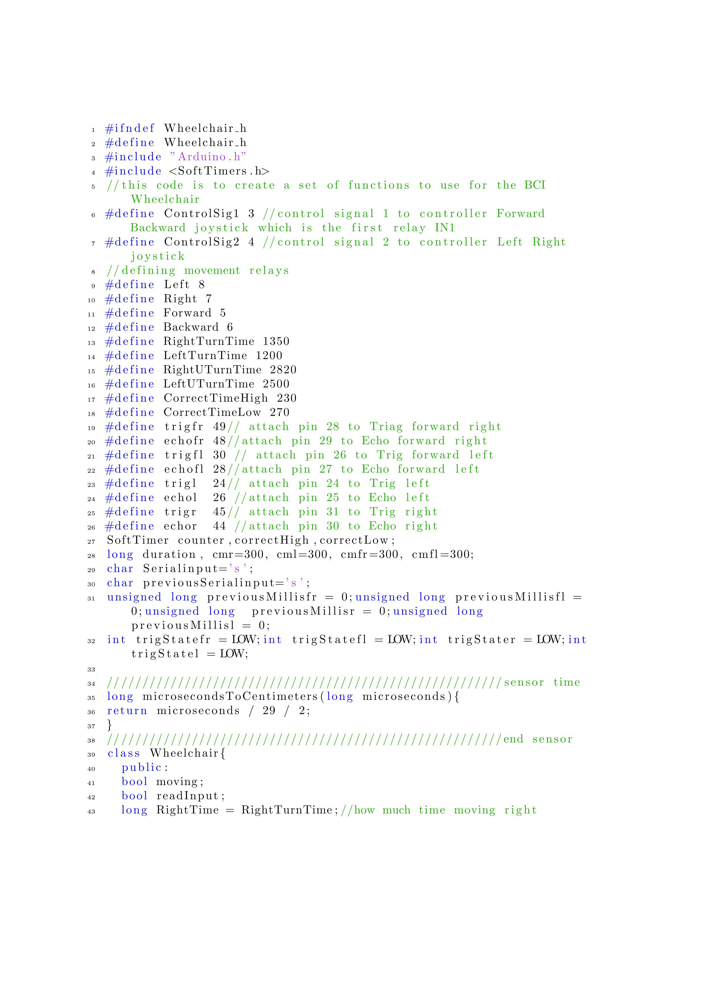 1 #ifndef Wheelchair_h
2 #define Wheelchair_h
3 #include "Arduino.h"
4 #include <SoftTimers.h>
5 //this code is to create a set of functions to use for the BCI
Wheelchair
6 #define ControlSig1 3 //control signal 1 to controller Forward
Backward joystick which is the first relay IN1
7 #define ControlSig2 4 //control signal 2 to controller Left Right
joystick
8 //defining movement relays
9 #define Left 8
10 #define Right 7
11 #define Forward 5
12 #define Backward 6
13 #define RightTurnTime 1350
14 #define LeftTurnTime 1200
15 #define RightUTurnTime 2820
16 #define LeftUTurnTime 2500
17 #define CorrectTimeHigh 230
18 #define CorrectTimeLow 270
19 #define trigfr 49// attach pin 28 to Triag forward right
20 #define echofr 48//attach pin 29 to Echo forward right
21 #define trigfl 30 // attach pin 26 to Trig forward left
22 #define echofl 28//attach pin 27 to Echo forward left
23 #define trigl  24// attach pin 24 to Trig left
24 #define echol  26 //attach pin 25 to Echo left
25 #define trigr  45// attach pin 31 to Trig right
26 #define echor  44 //attach pin 30 to Echo right
27 SoftTimer counter,correctHigh,correctLow;
28 long duration, cmr=300, cml=300, cmfr=300, cmfl=300;
29 char Serialinput='s';
30 char previousSerialinput='s';
31 unsigned long previousMillisfr = 0;unsigned long previousMillisfl =
0;unsigned long  previousMillisr = 0;unsigned long
previousMillisl = 0;
32 int trigStatefr = LOW;int trigStatefl = LOW;int trigStater = LOW;int
trigStatel = LOW;
33
34 ////////////////////////////////////////////////////////sensor time
35 long microsecondsToCentimeters(long microseconds){
36 return microseconds / 29 / 2;
37 }
38 ////////////////////////////////////////////////////////end sensor
39 class Wheelchair{
40 public:
41 bool moving;
42 bool readInput;
43 long RightTime = RightTurnTime;//how much time moving right